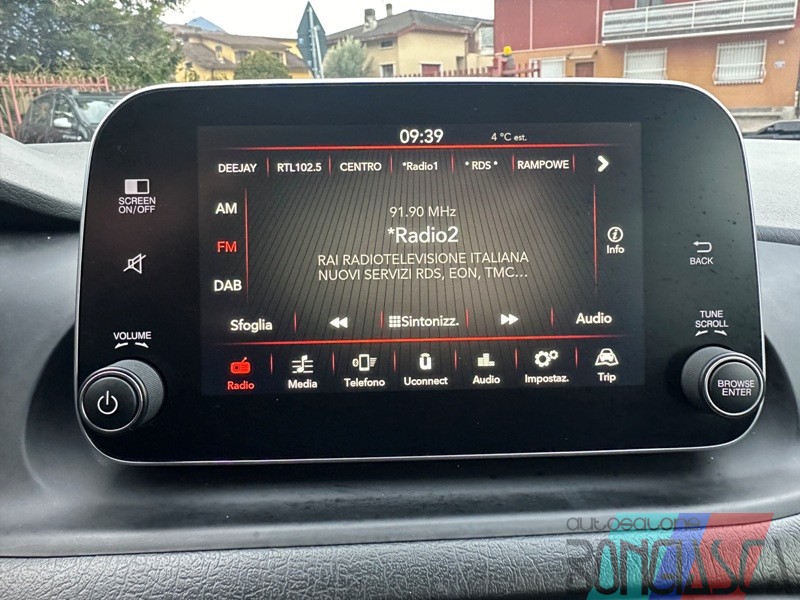 09:39 4 °C est.
DEEJAY RTL102.5 CENTRO *Radio1 * RDS * RAMPOWE
SCREEN
ON/OFF
AM
FM
DAB
91.90 MHz
*Radio2
RAI RADIOTELEVISIONE ITALIANA
NUOVI SERVIZI RDS, EON, TMC...
Info
BACK
Sfoglia Sintonizz. Audio
VOLUME
TUNE
SCROLL
Radio Media Telefono Uconnect Audio Impostaz. Trip
BROWSE
ENTER
autosalone
BONGIASCA